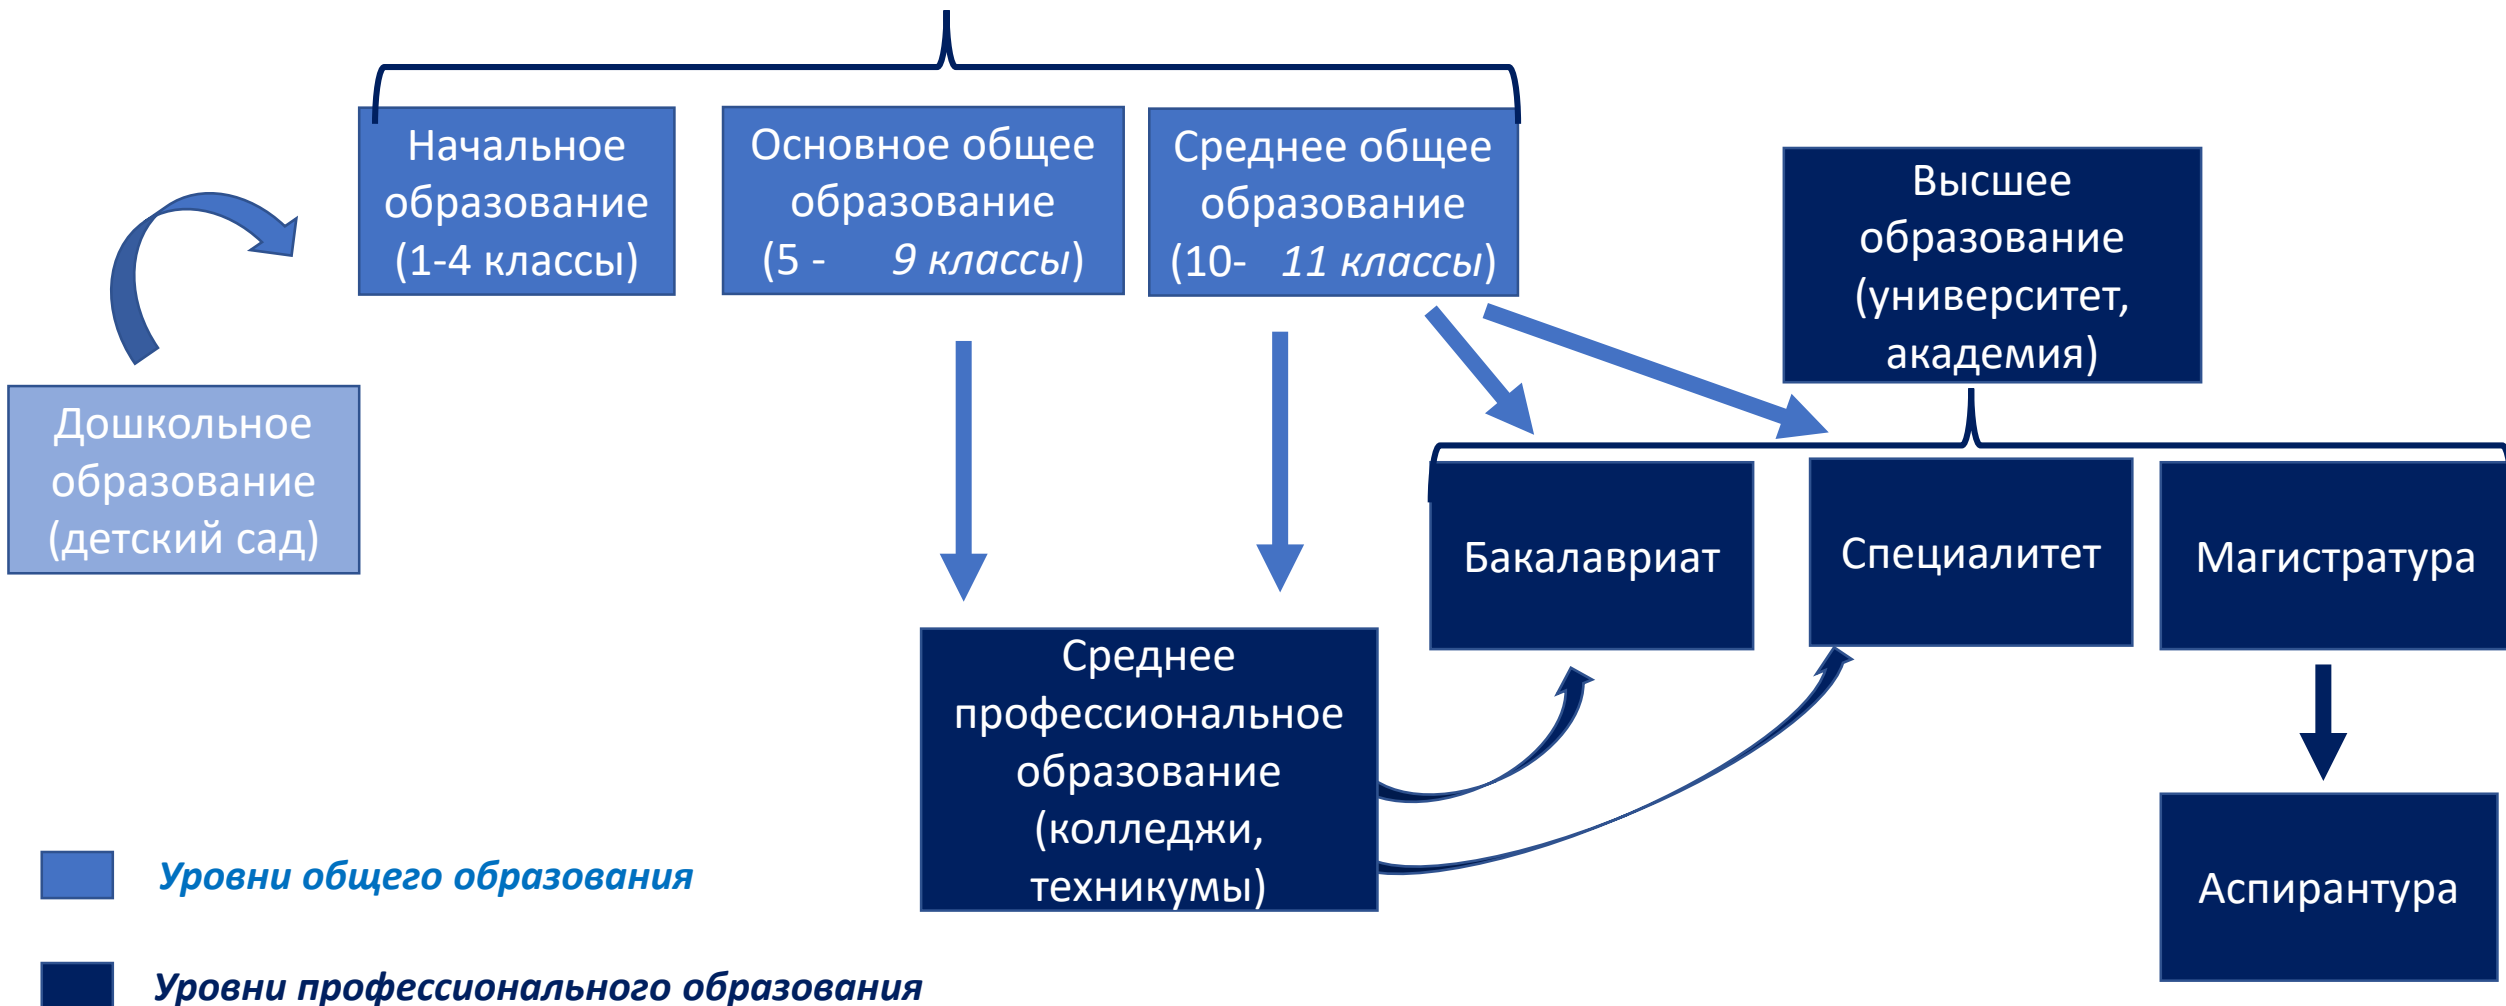 Начальное
образование
(1-4 классы)
Основное общее
образование
(5 - 9 классы)
Среднее общее
образование
(10- 11 классы)
Высшее
образование
(университет,
академия)
Дошкольное
образование
(детский сад)
Бакалавриат
Специалитет
Магистратура
Среднее
профессиональное
образование
(колледжи,
техникумы)
Аспирантура
Уровни общего образования
Уровни профессионального образования